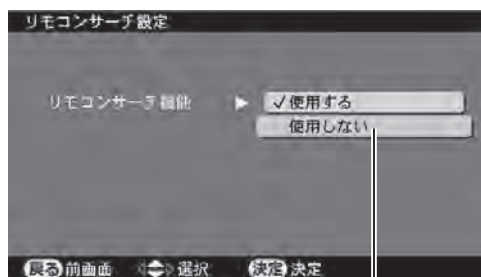 リモコンサーチ設定
リモコンサーチ機能 ▶ ✓使用する
使用しない
戻る 前画面 選択 決定 決定